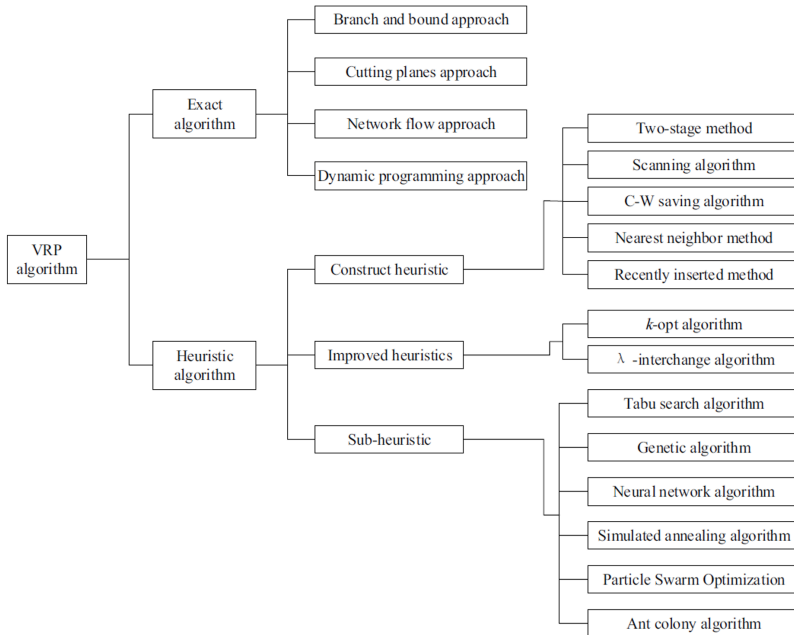 VRP
algorithm
Exact
algorithm
Branch and bound approach
Cutting planes approach
Network flow approach
Dynamic programming approach
Heuristic
algorithm
Construct heuristic
Two-stage method
Scanning algorithm
C-W saving algorithm
Nearest neighbor method
Recently inserted method
Improved heuristics
k-opt algorithm
λ -interchange algorithm
Sub-heuristic
Tabu search algorithm
Genetic algorithm
Neural network algorithm
Simulated annealing algorithm
Particle Swarm Optimization
Ant colony algorithm